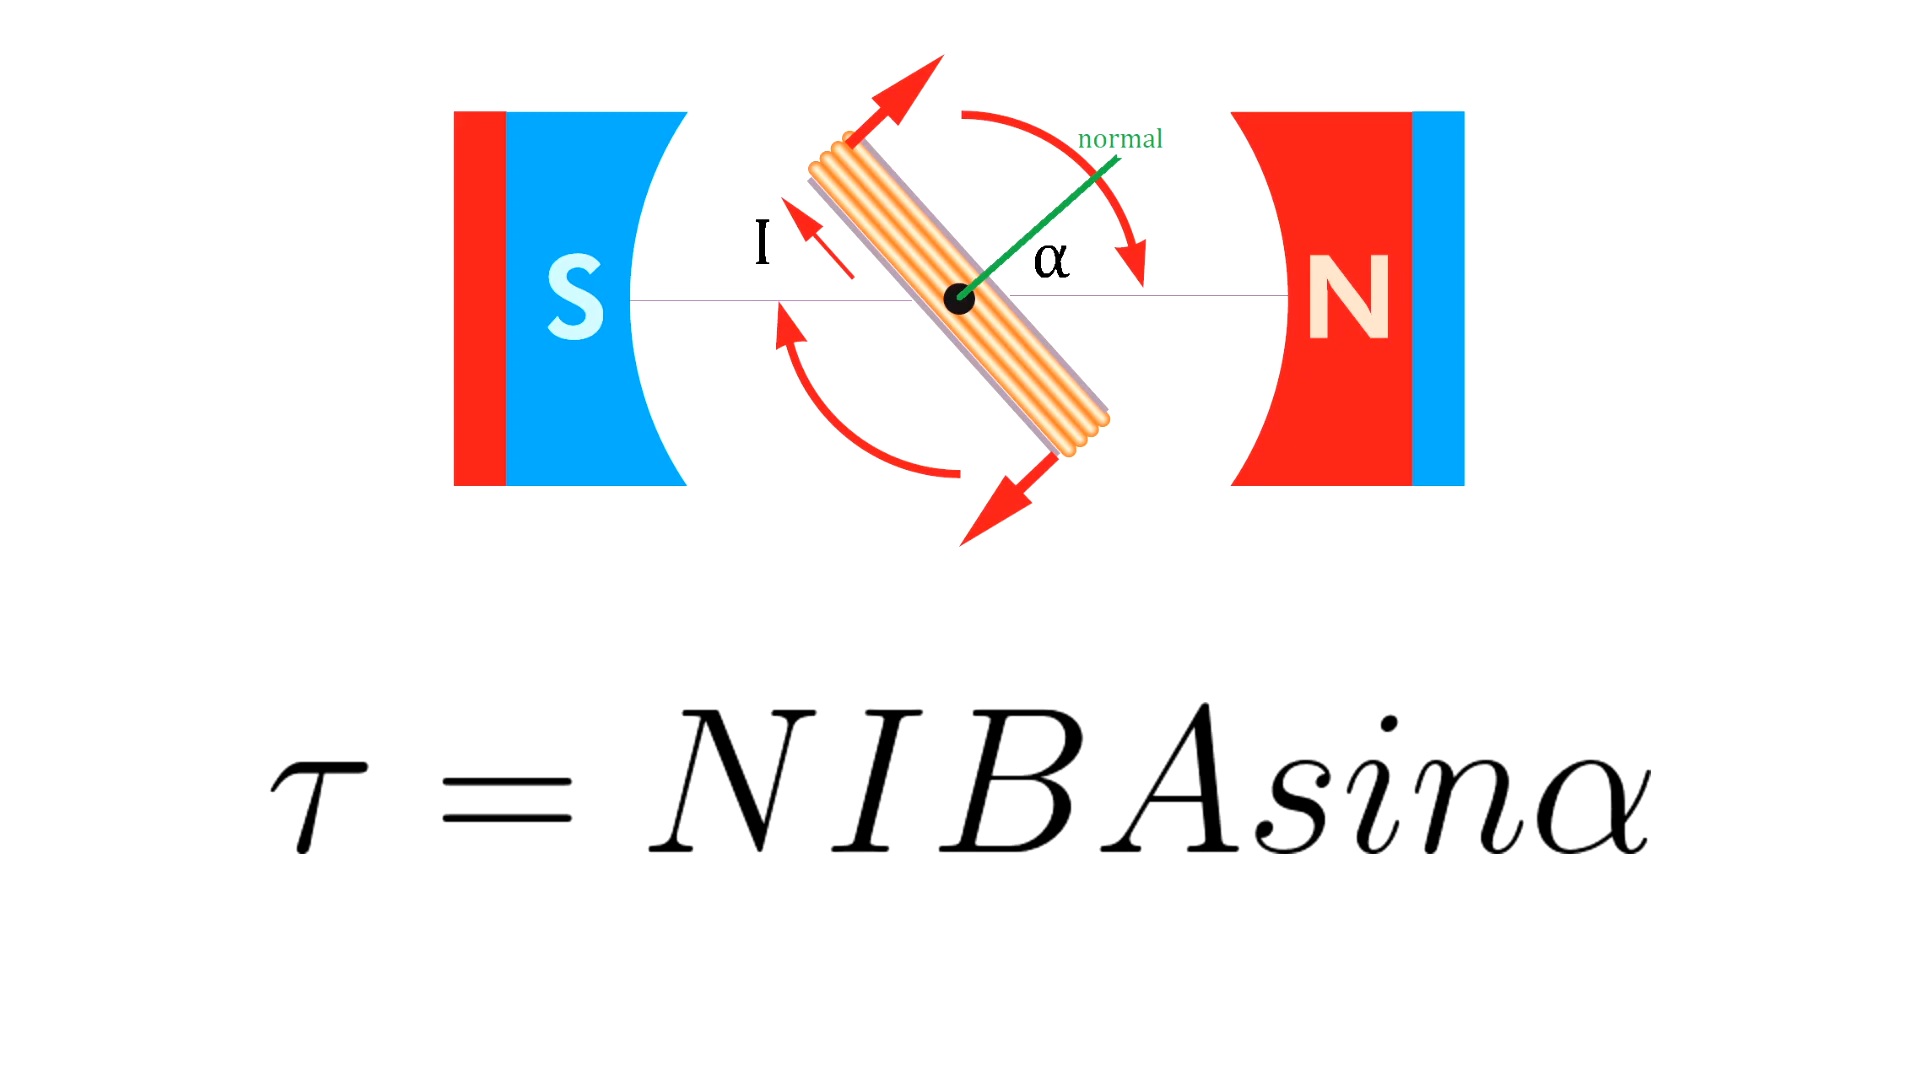 normal
I
α
S
N
τ = NIBAsinα